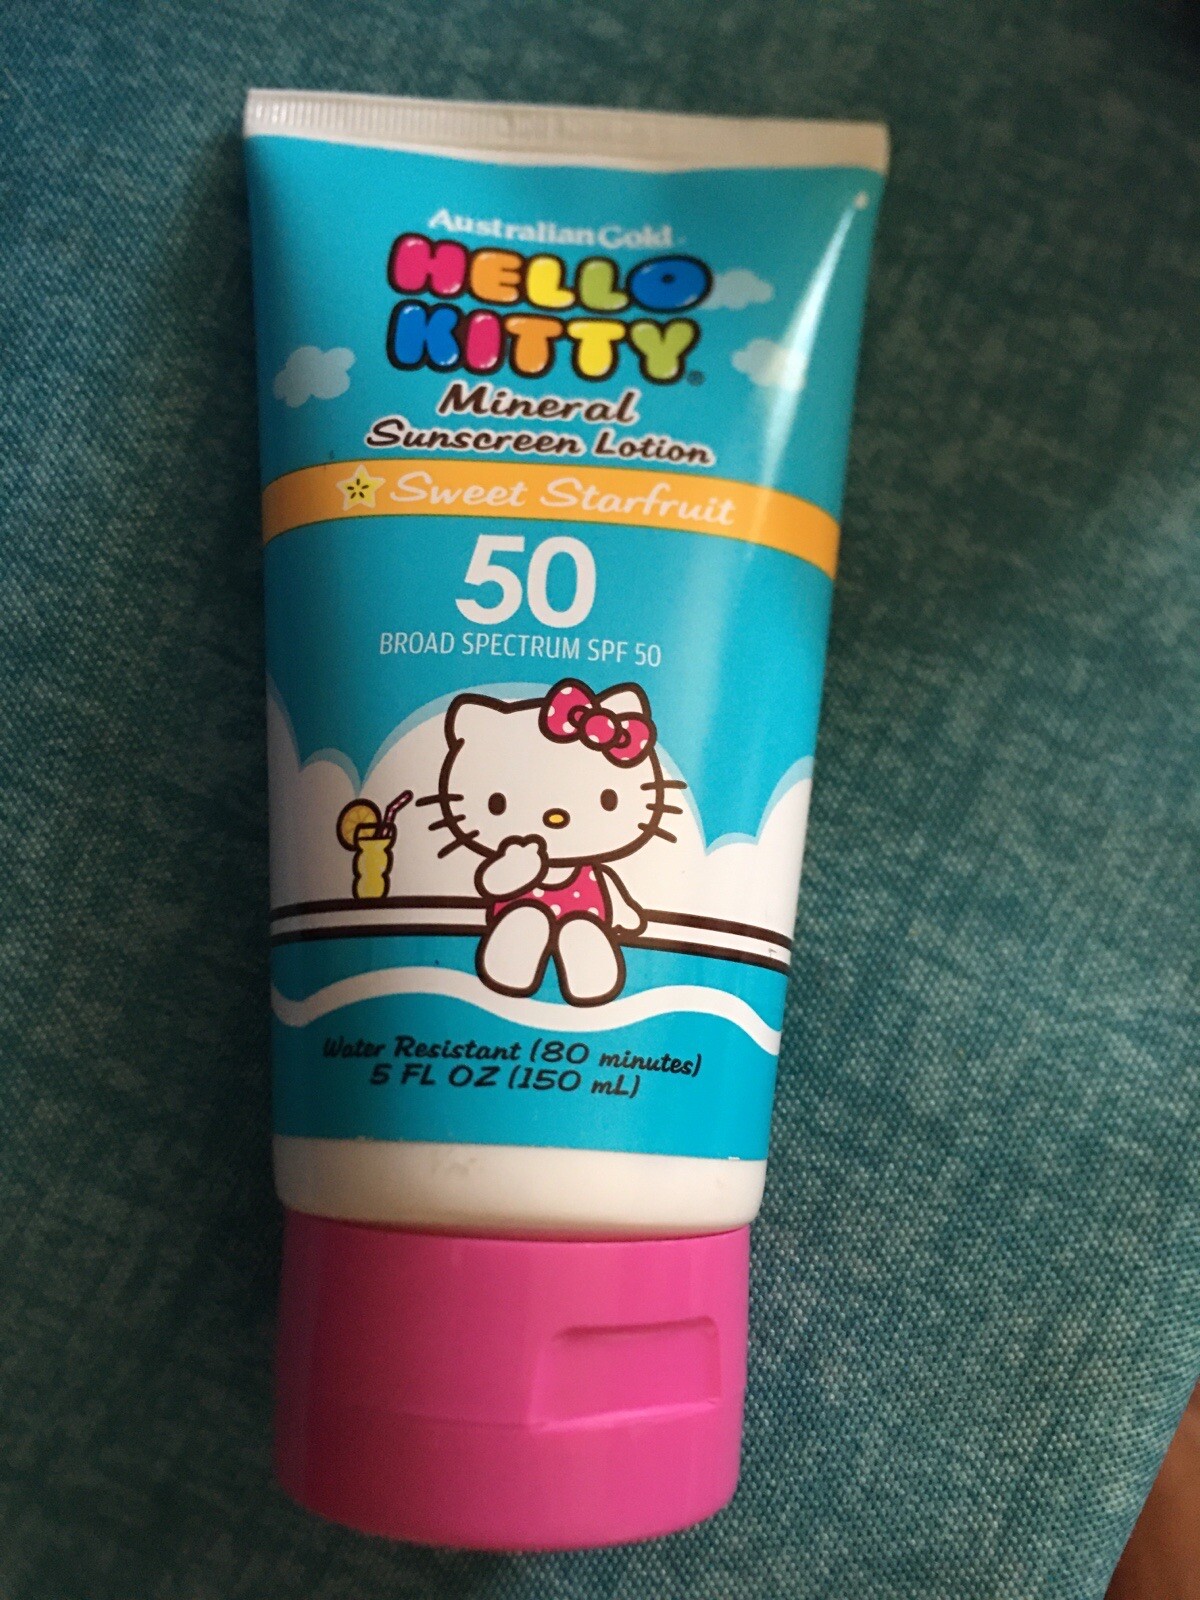 Australian Gold
HELLO
KITTY®
Mineral
Sunscreen Lotion
Sweet Starfruit
50
BROAD SPECTRUM SPF 50
Water Resistant (80 minutes)
5 FL OZ (150 mL)